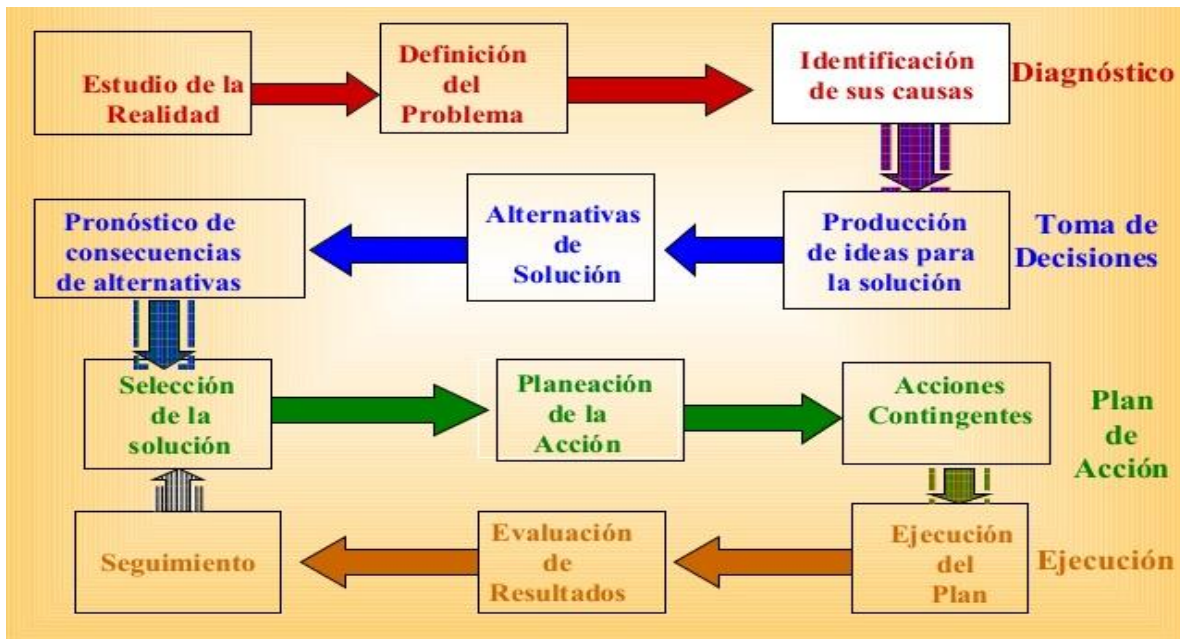 Estudio de la
Realidad
Definición
del
Problema
Identificación
de sus causas
Diagnóstico
Pronóstico de
consecuencias
de alternativas
Alternativas
de
Solución
Producción
de ideas para
la solución
Toma de
Decisiones
Selección
de la
solución
Planeación
de la
Acción
Acciones
Contingentes
Plan
de
Acción
Seguimiento
Evaluación
de
Resultados
Ejecución
del
Plan
Ejecución